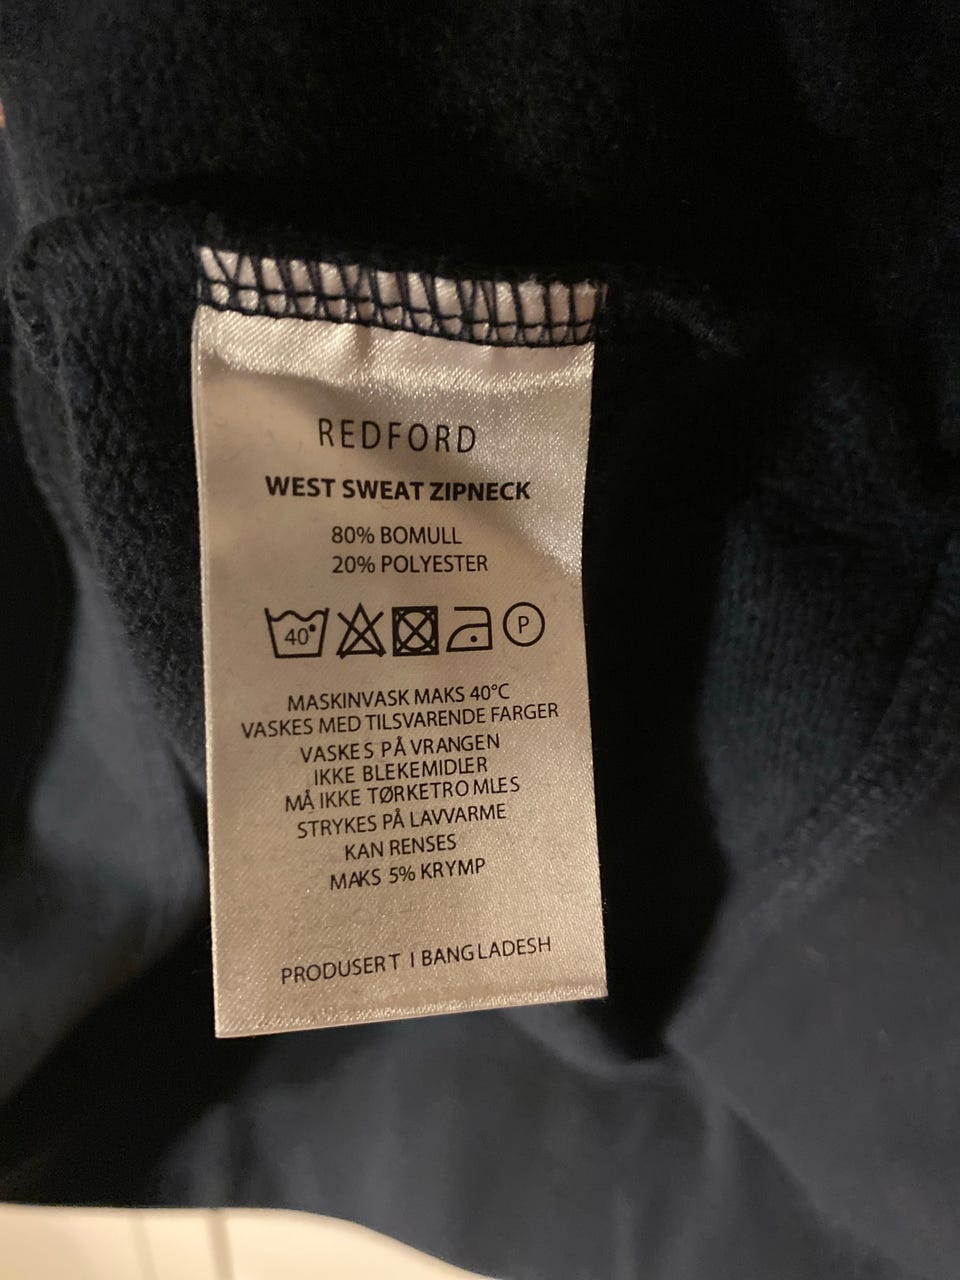 REDFORD
WEST SWEAT ZIPNECK
80% BOMULL
20% POLYESTER
40° P
MASKINVASK MAKS 40°C
VASKES MED TILSVARENDE FARGER
VASKES PÅ VRANGEN
IKKE BLEKEMIDLER
MÅ IKKE TØRKETROMLES
STRYKES PÅ LAVVARME
KAN RENSES
MAKS 5% KRYMP
PRODUSERT I BANGLADESH